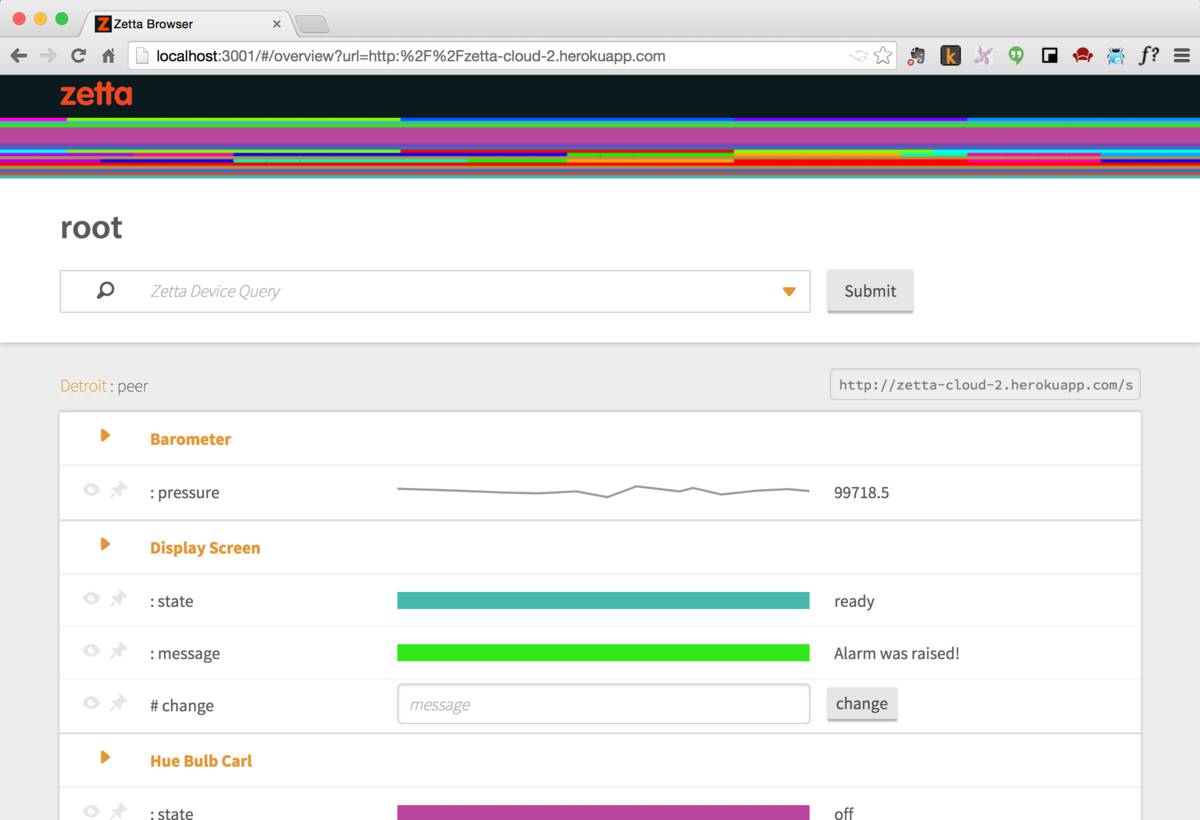 Zetta Browser
localhost:3001/#/overview?url=http:%2F%2Fzetta-cloud-2.herokuapp.com
k
f?
zetta
root
Zetta Device Query
Submit
Detroit : peer
http://zetta-cloud-2.herokuapp.com/s
Barometer
: pressure
99718.5
Display Screen
: state
ready
: message
Alarm was raised!
# change
message
change
Hue Bulb Carl
: state
off